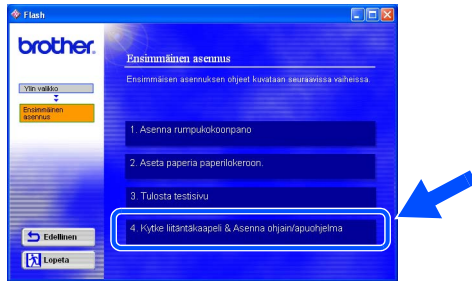 Flash
brother.
Ensimmäinen asennus
Ensimmäisen asennuksen ohjeet kuvataan seuraavissa vaiheissa.
Ylin valikko
Ensimmäinen
asennus
1. Asenna rumpukokoonpano
2. Aseta paperia paperilokeroon.
3. Tulosta testisivu
4. Kytke liitäntäkaapeli & Asenna ohjain/apuohjelma
Edellinen
Lopeta